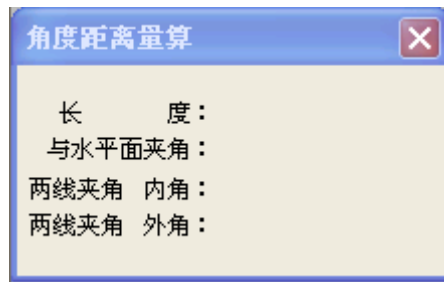 角度距离量算
长 度：
与水平面夹角：
两线夹角 内角：
两线夹角 外角：